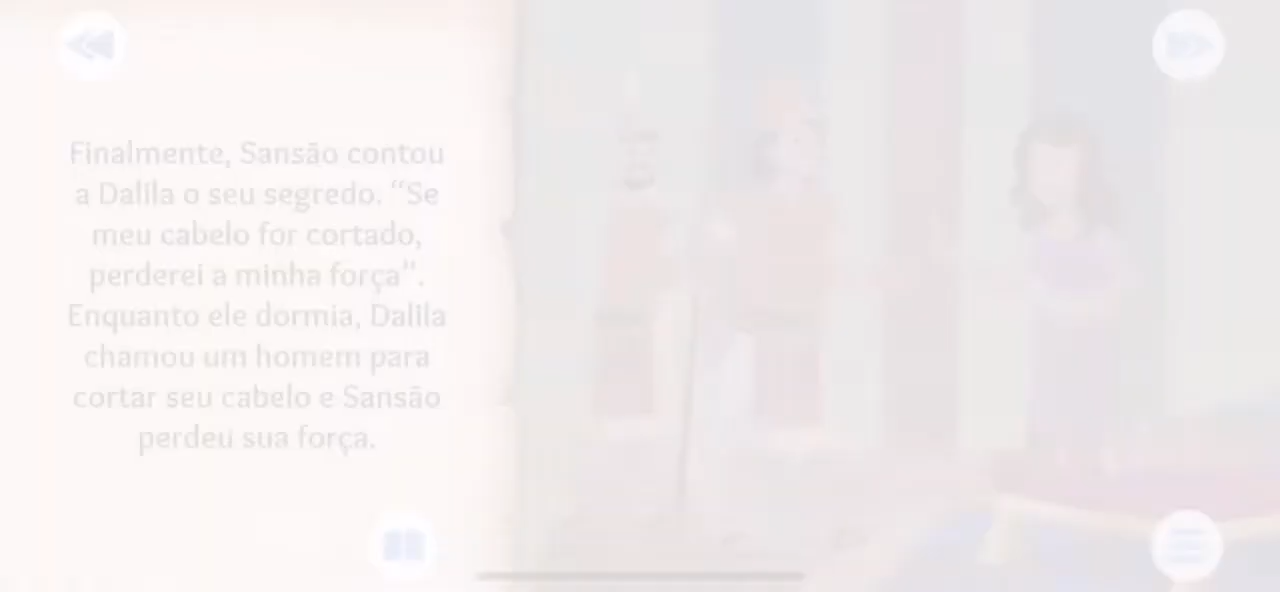 Finalmente, Sansão contou
a Dalila o seu segredo. “Se
meu cabelo for cortado,
perderei a minha força”.
Enquanto ele dormia, Dalila
chamou um homem para
cortar seu cabelo e Sansão
perdeu sua força.